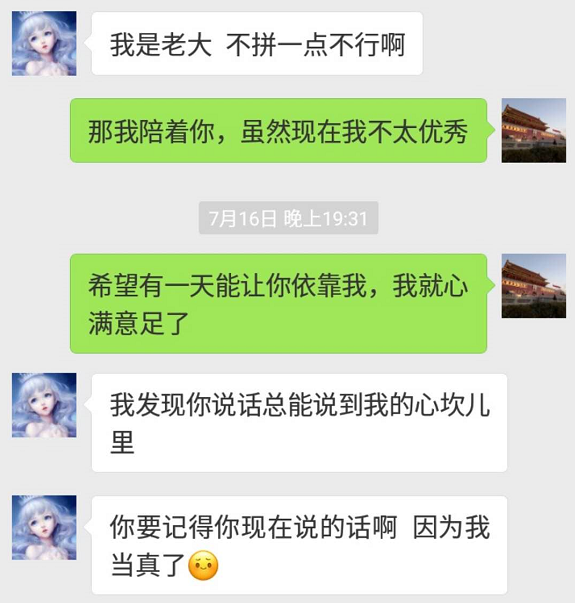 我是老大 不拼一点不行啊
那我陪着你，虽然现在我不太优秀
7月16日 晚上19:31
希望有一天能让你依靠我，我就心
满意足了
我发现你说话总能说到我的心坎儿
里
你要记得你现在说的话啊 因为我
当真了